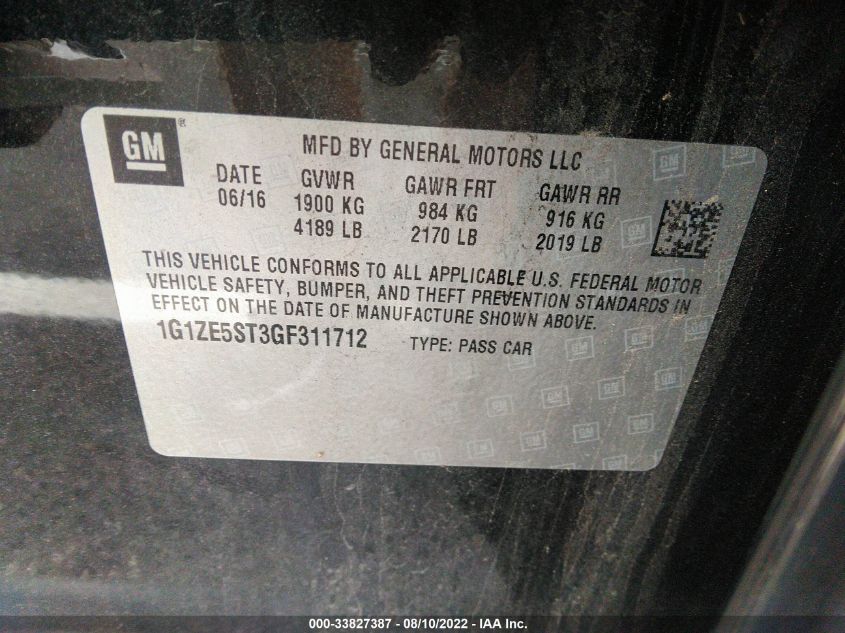 GM ®
MFD BY GENERAL MOTORS LLC
DATE GVWR GAWR FRT GAWR RR
06/16 1900 KG 984 KG 916 KG
4189 LB 2170 LB 2019 LB
THIS VEHICLE CONFORMS TO ALL APPLICABLE U.S. FEDERAL MOTOR
VEHICLE SAFETY, BUMPER, AND THEFT PREVENTION STANDARDS IN
EFFECT ON THE DATE OF MANUFACTURE SHOWN ABOVE.
1G1ZE5ST3GF311712 TYPE: PASS CAR
000-33827387 - 08/10/2022 - IAA Inc.